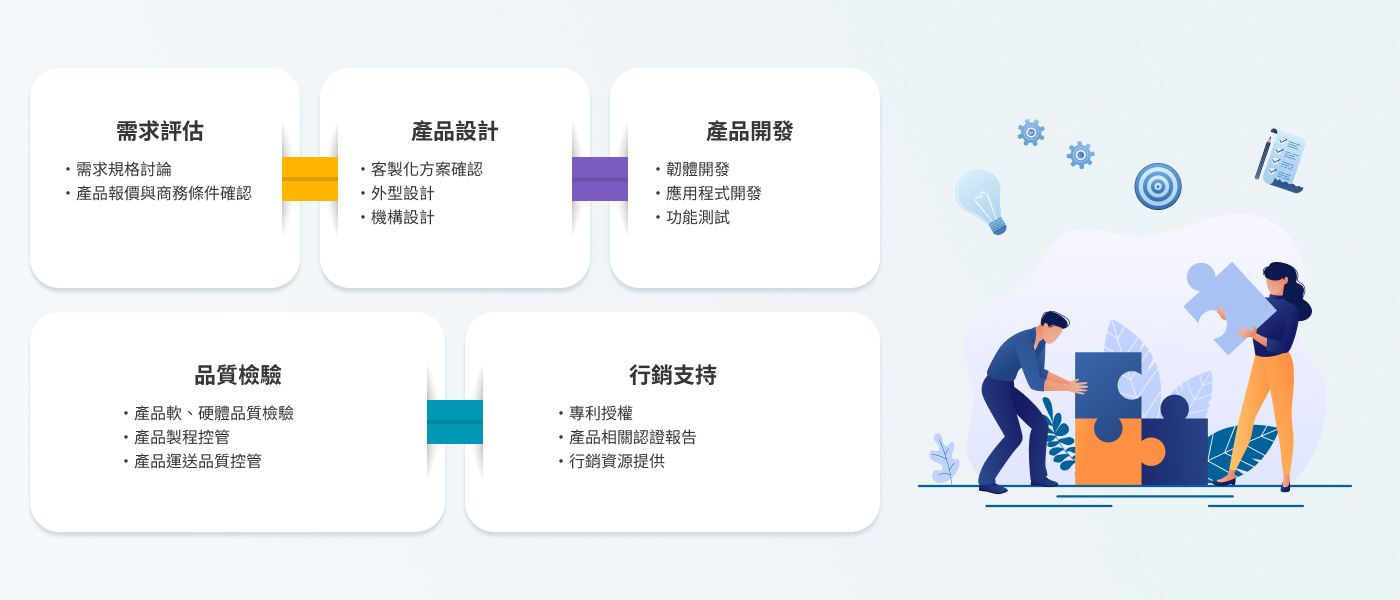 需求評估
・需求規格討論
・產品報價與商務條件確認
產品設計
・客製化方案確認
・外型設計
・機構設計
產品開發
・韌體開發
・應用程式開發
・功能測試
品質檢驗
・產品軟、硬體品質檢驗
・產品製程控管
・產品運送品質控管
行銷支持
・專利授權
・產品相關認證報告
・行銷資源提供